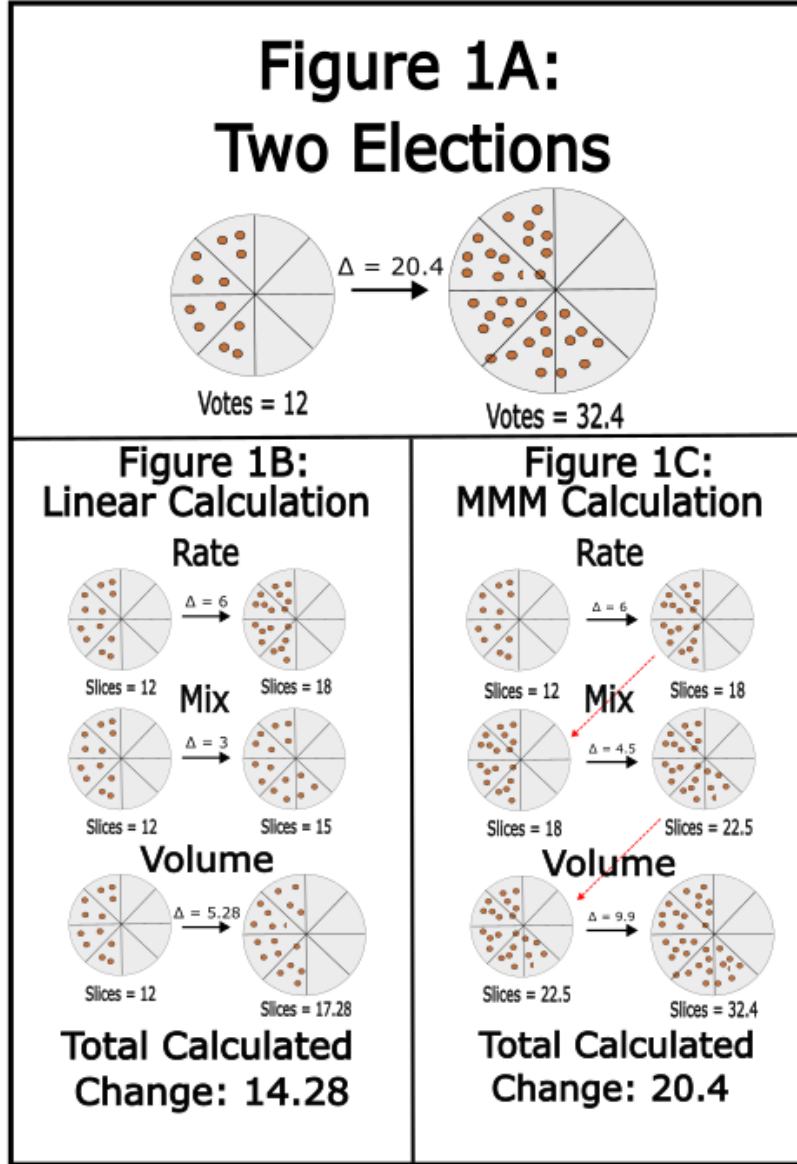 Figure 1A:
Two Elections
Δ = 20.4
Votes = 12
Votes = 32.4
Figure 1B:
Linear Calculation
Rate
Δ = 6
Slices = 12
Slices = 18
Mix
Δ = 3
Slices = 12
Slices = 15
Volume
Δ = 5.28
Slices = 12
Slices = 17.28
Total Calculated
Change: 14.28
Figure 1C:
MMM Calculation
Rate
Δ = 6
Slices = 12
Slices = 18
Mix
Δ = 4.5
Slices = 18
Slices = 22.5
Volume
Δ = 9.9
Slices = 22.5
Slices = 32.4
Total Calculated
Change: 20.4